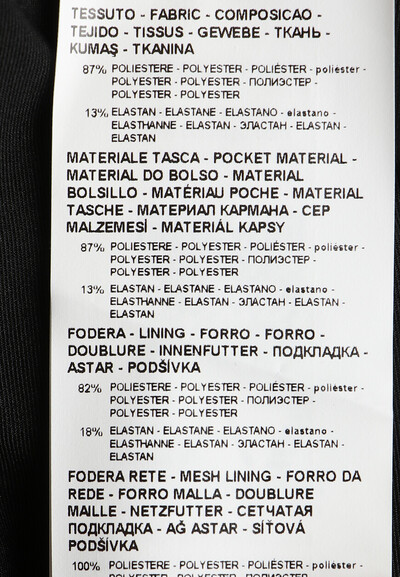 TESSUTO - FABRIC - COMPOSICAO -
TEJIDO - TISSUS - GEWEBE - ТКАНЬ -
KUMAŞ - TKANINA
87% POLIESTERE - POLYESTER - POLIÉSTER - poliéster -
POLYESTER - POLYESTER - ПОЛИЭСТЕР -
POLYESTER - POLYESTER
13% ELASTAN - ELASTANE - ELASTANO - elastano -
ELASTHANNE - ELASTAN - ЭЛАСТАН - ELASTAN -
ELASTAN
MATERIALE TASCA - POCKET MATERIAL -
MATERIAL DO BOLSO - MATERIAL
BOLSILLO - MATÉRIAU POCHE - MATERIAL
TASCHE - МАТЕРИАЛ КАРМАНА - CEP
MALZEMESİ - MATERIÁL KAPSY
87% POLIESTERE - POLYESTER - POLIÉSTER - poliéster -
POLYESTER - POLYESTER - ПОЛИЭСТЕР -
POLYESTER - POLYESTER
13% ELASTAN - ELASTANE - ELASTANO - elastano -
ELASTHANNE - ELASTAN - ЭЛАСТАН - ELASTAN -
ELASTAN
FODERA - LINING - FORRO - FORRO -
DOUBLURE - INNENFUTTER - ПОДКЛАДКА -
ASTAR - PODŠÍVKA
82% POLIESTERE - POLYESTER - POLIÉSTER - poliéster -
POLYESTER - POLYESTER - ПОЛИЭСТЕР -
POLYESTER - POLYESTER
18% ELASTAN - ELASTANE - ELASTANO - elastano -
ELASTHANNE - ELASTAN - ЭЛАСТАН - ELASTAN -
ELASTAN
FODERA RETE - MESH LINING - FORRO DA
REDE - FORRO MALLA - DOUBLURE
MAILLE - NETZFUTTER - СЕТЧАТАЯ
ПОДКЛАДКА - AĞ ASTAR - SÍŤOVÁ
PODŠÍVKA
100% POLIESTERE - POLYESTER - POLIÉSTER - poliéster -
POLYESTER - POLYESTER - ПОЛИЭСТЕР -